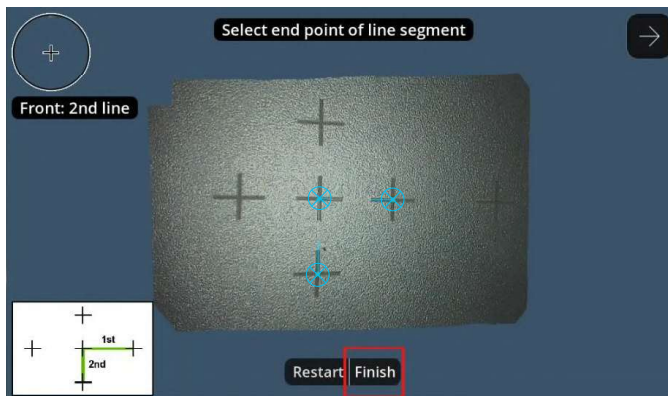 Select end point of line segment
Front: 2nd line
1st
2nd
Restart
Finish